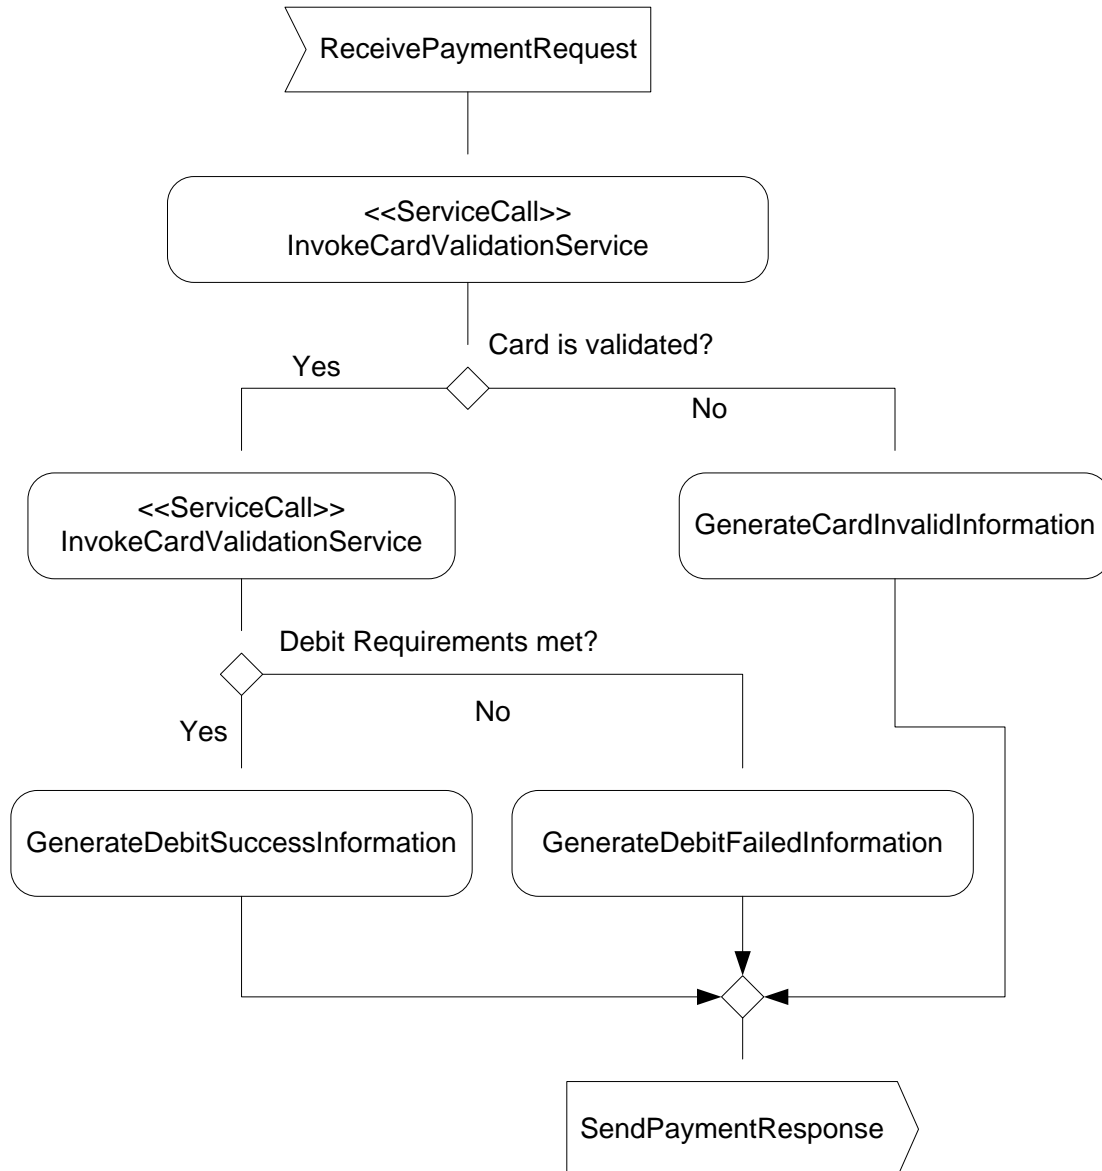 ReceivePaymentRequest
<<ServiceCall>>
InvokeCardValidationService
Card is validated?
Yes
No
<<ServiceCall>>
InvokeCardValidationService
GenerateCardInvalidInformation
Debit Requirements met?
Yes
No
GenerateDebitSuccessInformation
GenerateDebitFailedInformation
SendPaymentResponse